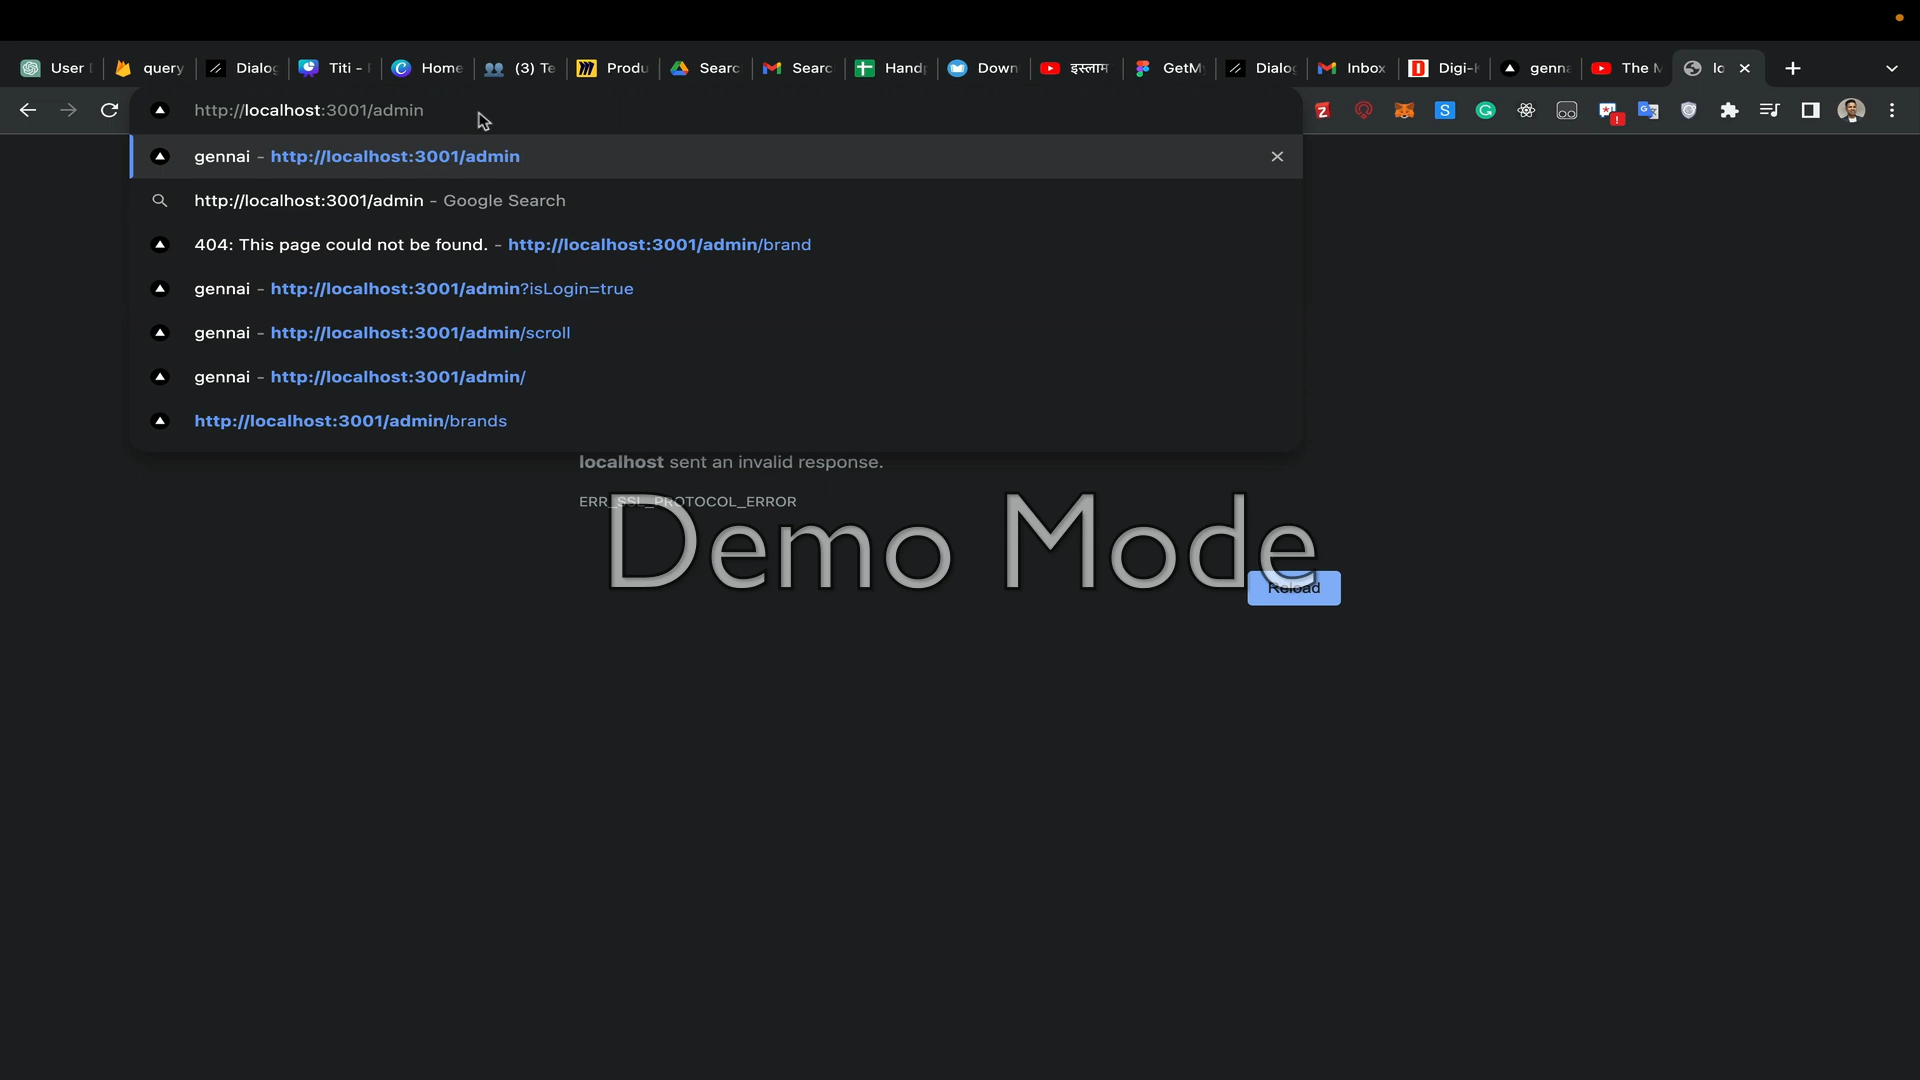 User
query
Dialog
Titi -
Home
(3) Te
Produ
Searc
Searc
Hand
Down
इस्लाम
GetM
Dialog
Inbox
Digi-
genna
The M
lo
http://localhost:3001/admin
gennai - http://localhost:3001/admin
http://localhost:3001/admin - Google Search
404: This page could not be found. - http://localhost:3001/admin/brand
gennai - http://localhost:3001/admin?isLogin=true
gennai - http://localhost:3001/admin/scroll
gennai - http://localhost:3001/admin/
http://localhost:3001/admin/brands
localhost sent an invalid response.
ERR_SSL_PROTOCOL_ERROR
Demo Mode
Reload